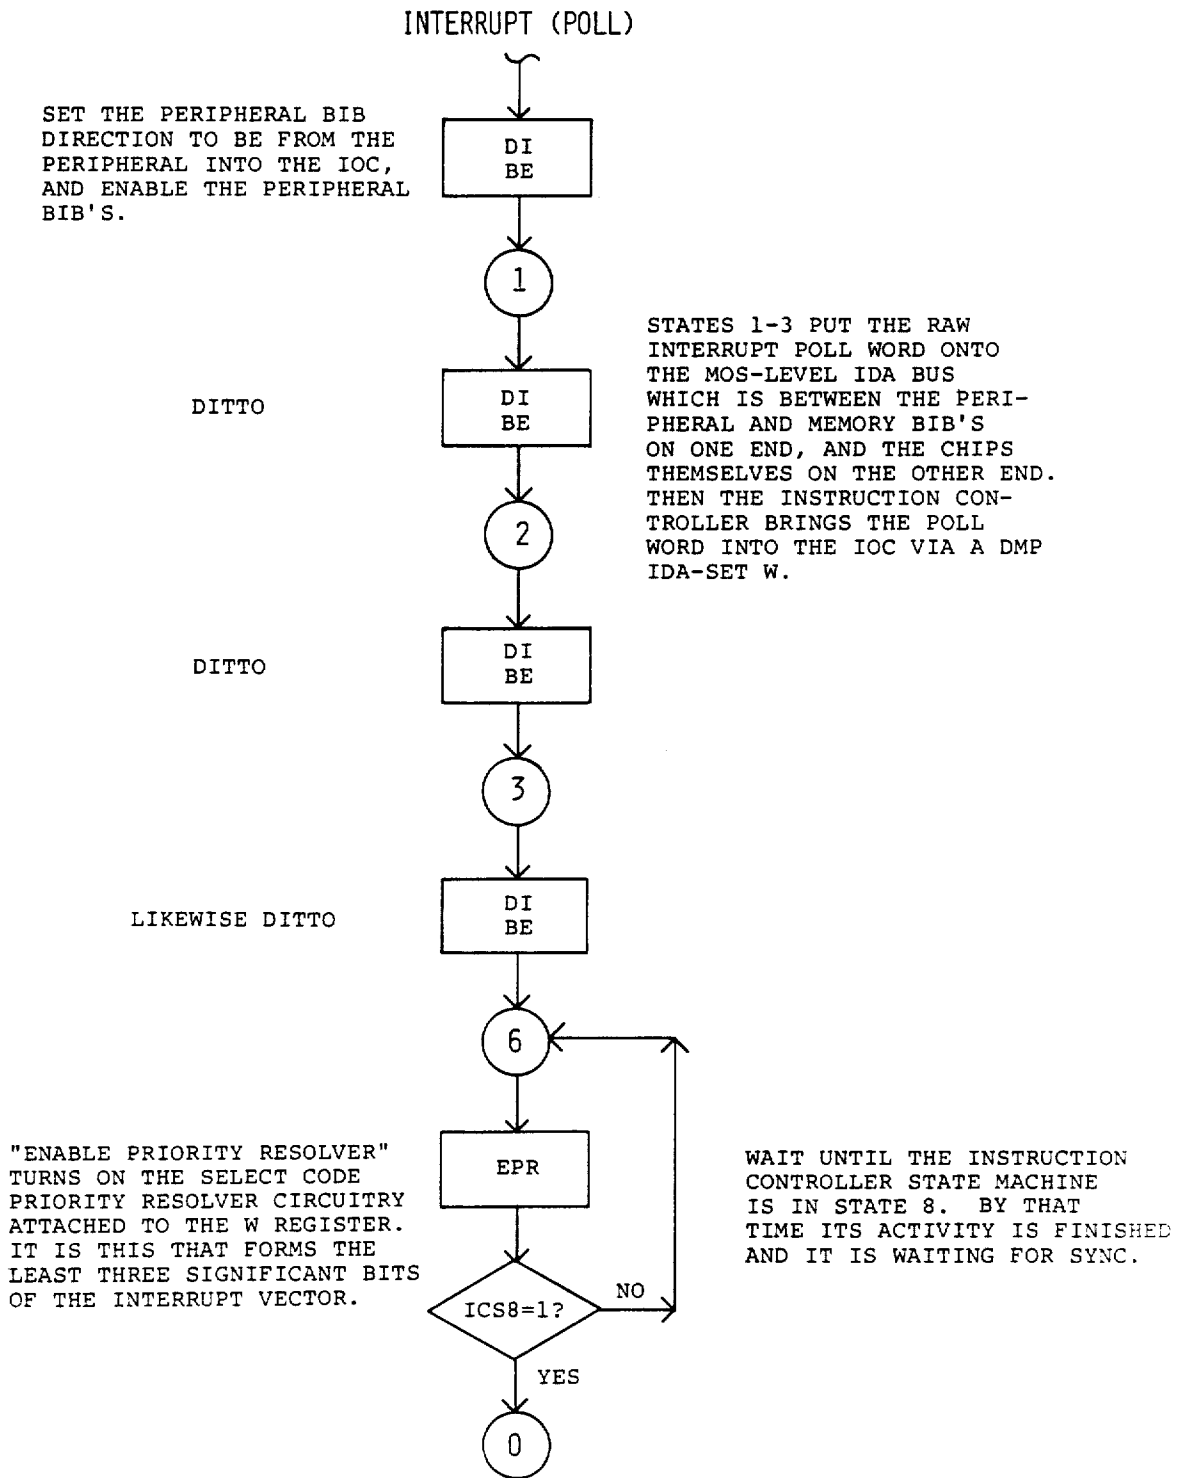 INTERRUPT (POLL)
SET THE PERIPHERAL BIB
DIRECTION TO BE FROM THE
PERIPHERAL INTO THE IOC,
AND ENABLE THE PERIPHERAL
BIB'S.
DI
BE
1
STATES 1-3 PUT THE RAW
INTERRUPT POLL WORD ONTO
THE MOS-LEVEL IDA BUS
WHICH IS BETWEEN THE PERI-
PHERAL AND MEMORY BIB'S
ON ONE END, AND THE CHIPS
THEMSELVES ON THE OTHER END.
THEN THE INSTRUCTION CON-
TROLLER BRINGS THE POLL
WORD INTO THE IOC VIA A DMP
IDA-SET W.
DITTO
DI
BE
2
DITTO
DI
BE
3
LIKEWISE DITTO
DI
BE
6
"ENABLE PRIORITY RESOLVER"
TURNS ON THE SELECT CODE
PRIORITY RESOLVER CIRCUITRY
ATTACHED TO THE W REGISTER.
IT IS THIS THAT FORMS THE
LEAST THREE SIGNIFICANT BITS
OF THE INTERRUPT VECTOR.
EPR
WAIT UNTIL THE INSTRUCTION
CONTROLLER STATE MACHINE
IS IN STATE 8. BY THAT
TIME ITS ACTIVITY IS FINISHED
AND IT IS WAITING FOR SYNC.
ICS8=1?
NO
YES
0